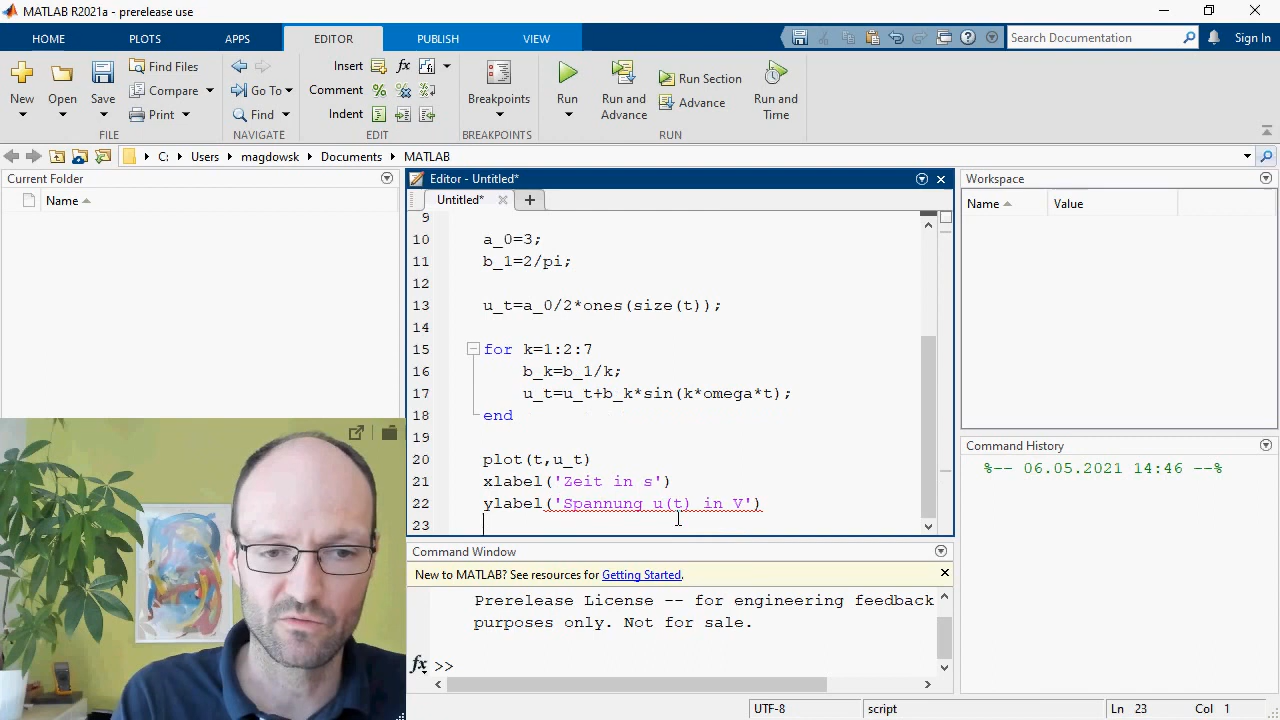 MATLAB R2021a - prerelease use
HOME PLOTS APPS EDITOR PUBLISH VIEW
Search Documentation Sign In
New Open Save Find Files Compare Print
Go To Find
Insert Comment Indent
Breakpoints
Run Run and Advance Run Section Advance Run and Time
FILE NAVIGATE EDIT BREAKPOINTS RUN
C: Users magdowsk Documents MATLAB
Current Folder
Name
Editor - Untitled*
Untitled*
9
10 a_0=3;
11 b_1=2/pi;
12
13 u_t=a_0/2*ones(size(t));
14
15 for k=1:2:7
16 b_k=b_1/k;
17 u_t=u_t+b_k*sin(k*omega*t);
18 end
19
20 plot(t,u_t)
21 xlabel('Zeit in s')
22 ylabel('Spannung u(t) in V')
23
Workspace
Name Value
Command History
%-- 06.05.2021 14:46 --%
Command Window
New to MATLAB? See resources for Getting Started.
Prerelease License -- for engineering feedback
purposes only. Not for sale.
fx >>
UTF-8 script Ln 23 Col 1